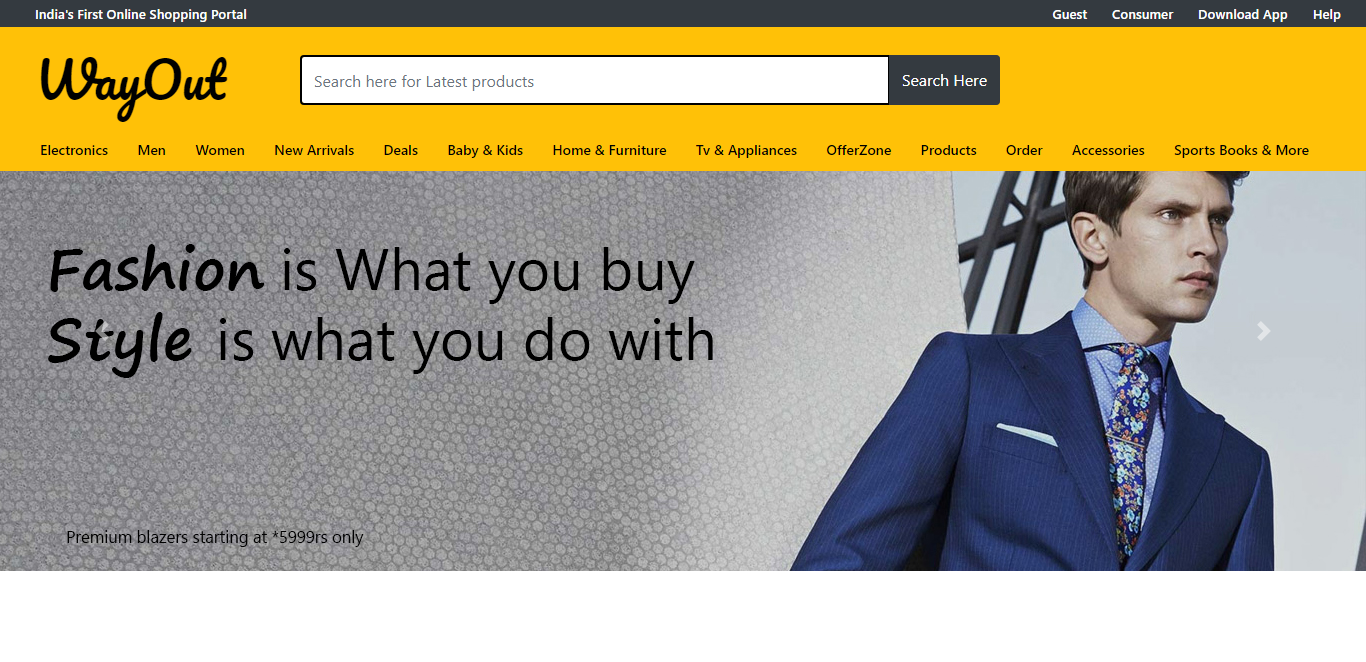 India's First Online Shopping Portal Guest Consumer Download App Help
WayOut
Search here for Latest products Search Here
Electronics Men Women New Arrivals Deals Baby & Kids Home & Furniture Tv & Appliances OfferZone Products Order Accessories Sports Books & More
Fashion is What you buy
Style is what you do with
Premium blazers starting at *5999rs only